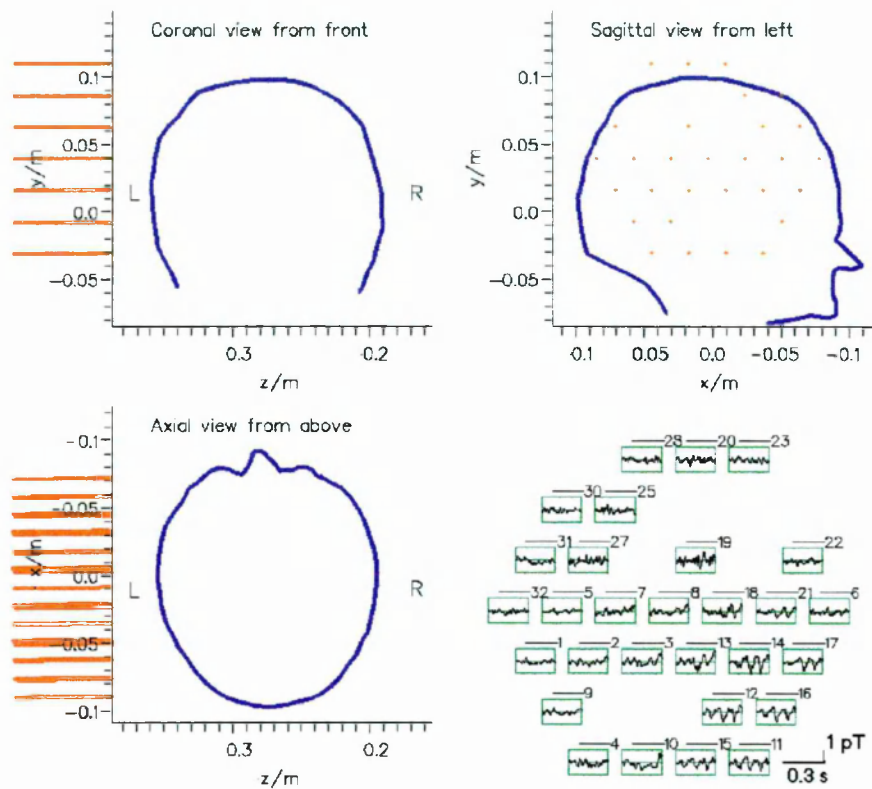 Coronal view from front
0.1
0.05
0.0
−0.05
y/m
L
R
0.3
0.2
z/m
Sagittal view from left
0.1
0.05
0.0
−0.05
y/m
0.1
0.05
0.0
−0.05
−0.1
x/m
Axial view from above
−0.1
−0.05
0.0
0.05
−0.1
x/m
L
R
0.3
0.2
z/m
28 20 23
30 25
31 27 19 22
32 5 7 8 18 21 6
1 2 3 13 14 17
9 12 16
4 10 15 11
1 pT
0.3 s